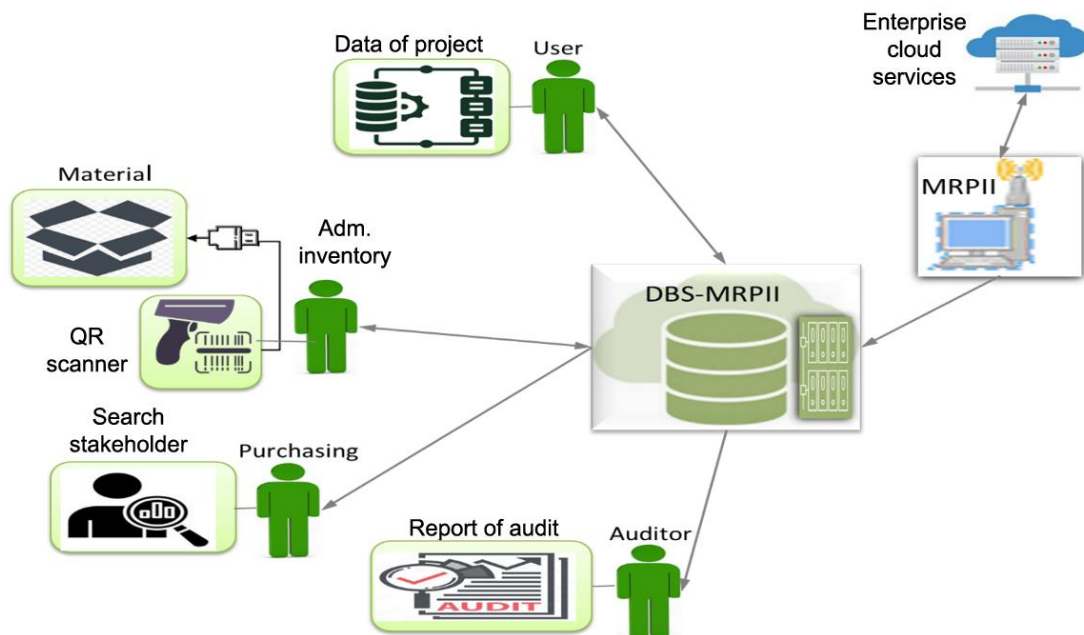 Data of project
User
Enterprise
cloud
services
Material
MRPII
Adm.
inventory
DBS-MRPII
QR
scanner
Search
stakeholder
Purchasing
Report of audit
Auditor
AUDIT